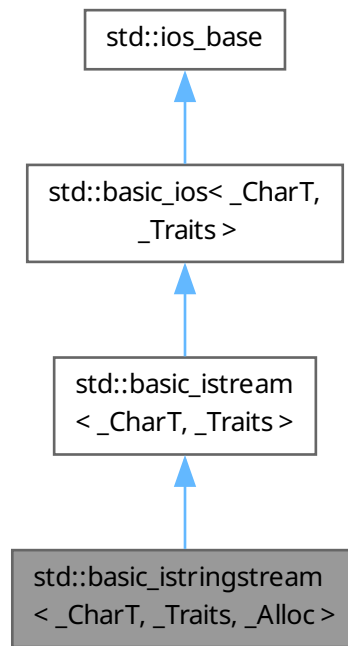 std::ios_base
std::basic_ios< _CharT,
_Traits >
std::basic_istream
< _CharT, _Traits >
std::basic_istringstream
< _CharT, _Traits, _Alloc >